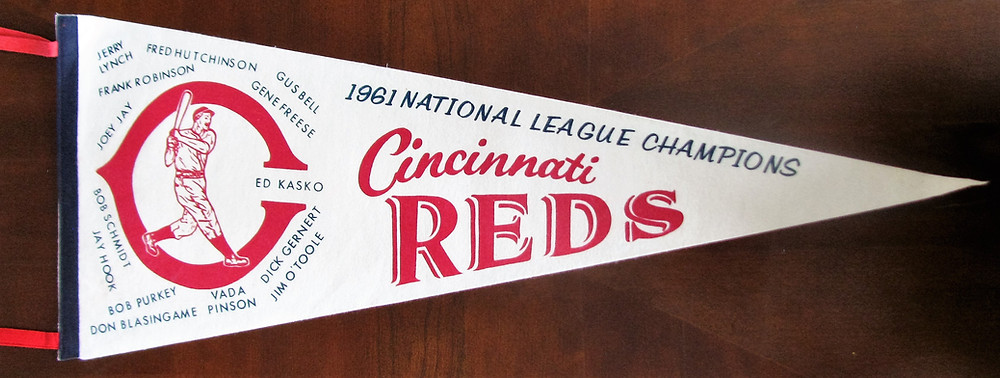 JERRY
LYNCH
FRED HUTCHINSON
GUS BELL
FRANK ROBINSON
GENE FREESE
JOEY JAY
ED KASKO
BOB SCHMIDT
JAY HOOK
DICK GERNERT
JIM O'TOOLE
BOB PURKEY
VADA
PINSON
DON BLASINGAME
1961 NATIONAL LEAGUE CHAMPIONS
Cincinnati
REDS